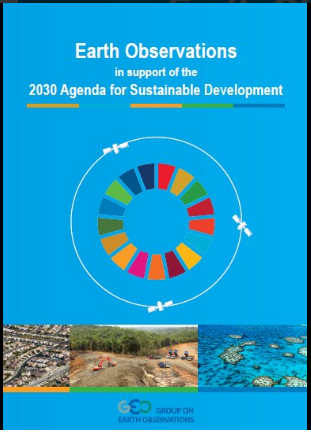 Earth Observations
in support of the
2030 Agenda for Sustainable Development
GEO GROUP ON
EARTH OBSERVATIONS